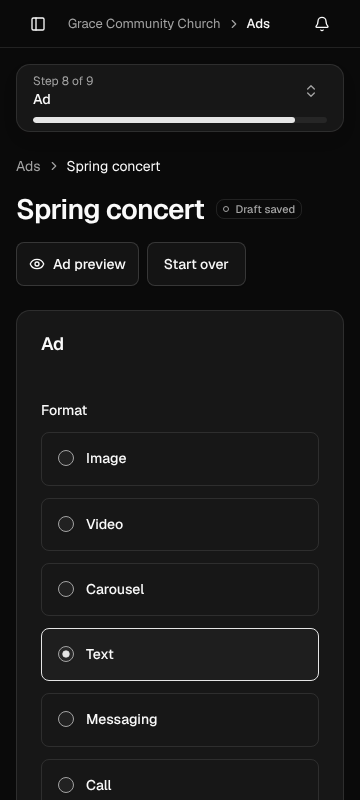 Grace Community Church > Ads
Step 8 of 9
Ad
Ads > Spring concert
Spring concert
Draft saved
Ad preview
Start over
Ad
Format
Image
Video
Carousel
Text
Messaging
Call